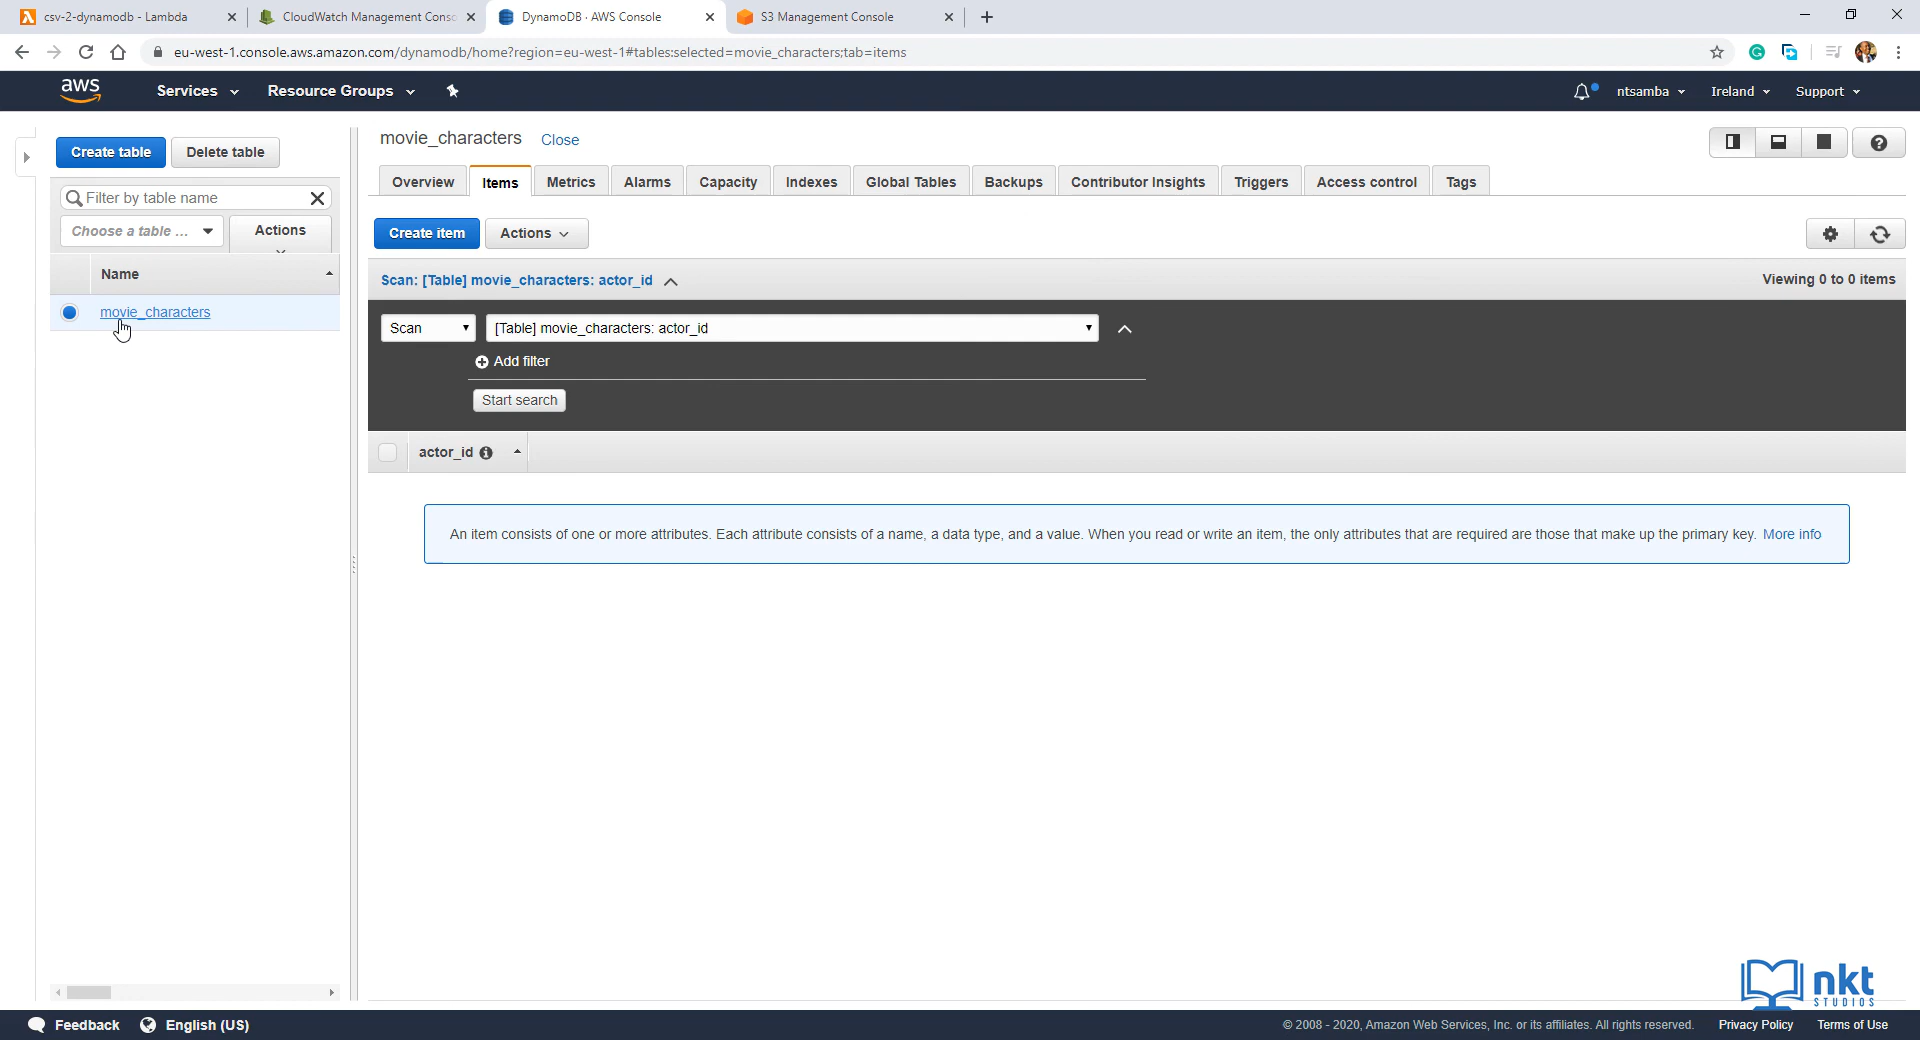 csv-2-dynamodb - Lambda
CloudWatch Management Conso
DynamoDB · AWS Console
S3 Management Console
eu-west-1.console.aws.amazon.com/dynamodb/home?region=eu-west-1#tables:selected=movie_characters;tab=items
aws
Services
Resource Groups
ntsamba
Ireland
Support
Create table
Delete table
movie_characters
Close
Overview
Items
Metrics
Alarms
Capacity
Indexes
Global Tables
Backups
Contributor Insights
Triggers
Access control
Tags
Filter by table name
Choose a table ...
Actions
Create item
Actions
Name
movie_characters
Scan: [Table] movie_characters: actor_id
Viewing 0 to 0 items
Scan
[Table] movie_characters: actor_id
Add filter
Start search
actor_id
An item consists of one or more attributes. Each attribute consists of a name, a data type, and a value. When you read or write an item, the only attributes that are required are those that make up the primary key. More info
nkt
STUDIOS
Feedback
English (US)
© 2008 - 2020, Amazon Web Services, Inc. or its affiliates. All rights reserved.
Privacy Policy
Terms of Use